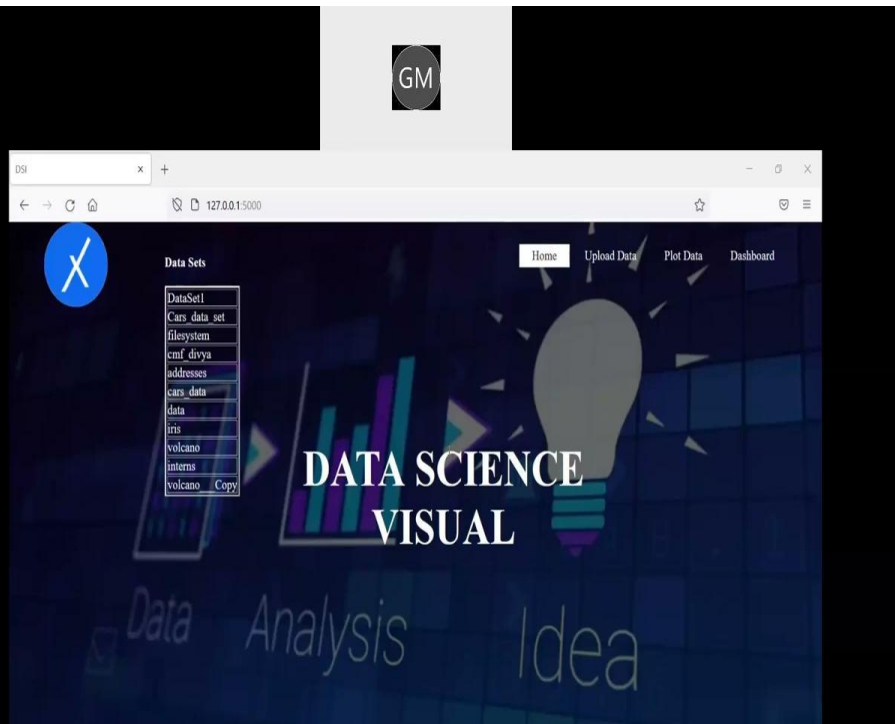 GM
DSI
127.0.0.1:5000
Data Sets
Home Upload Data Plot Data Dashboard
DataSet1
Cars_data_set
filesystem
cmf_divya
addresses
cars_data
data
iris
volcano
interns
volcano___Copy
DATA SCIENCE
VISUAL
Data Analysis Idea